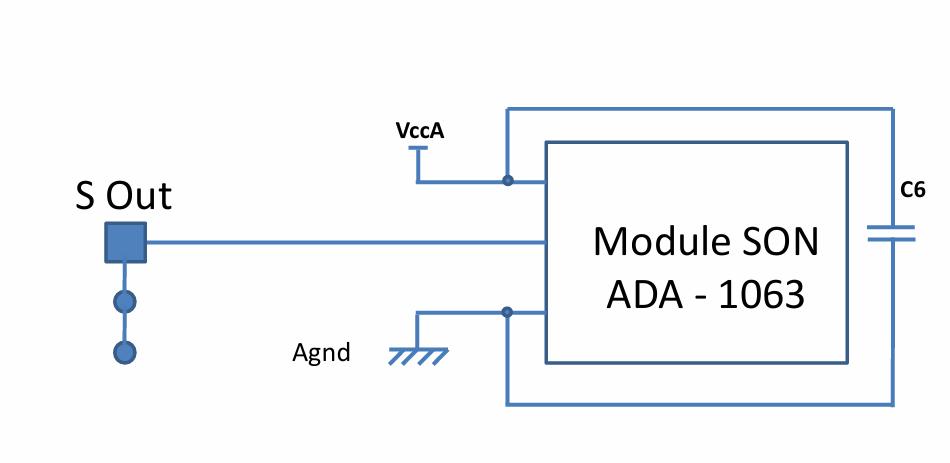 VccA
S Out
C6
Module SON
ADA - 1063
Agnd